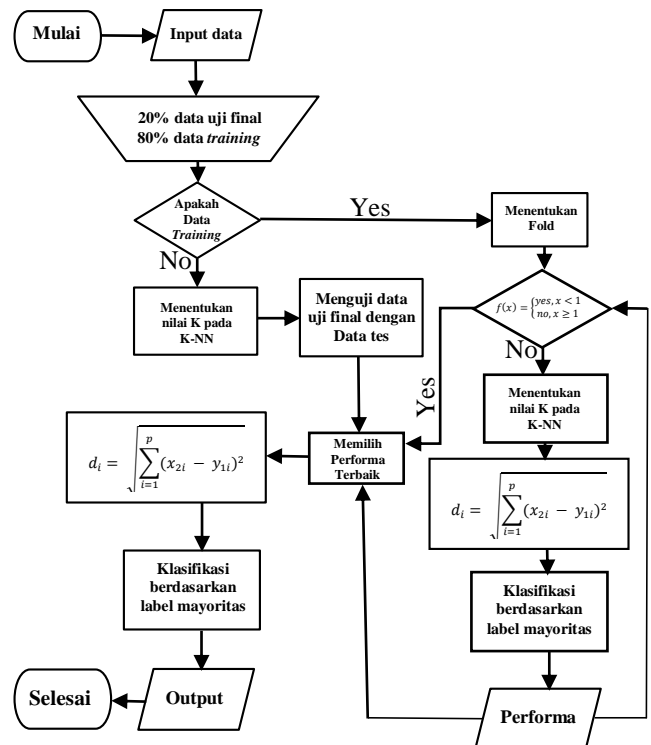 Mulai
Input data
20% data uji final
80% data training
Apakah
Data
Training
Yes
Menentukan
Fold
No
Menentukan
nilai K pada
K-NN
Menguji data
uji final dengan
Data tes
f(x) = {yes, x < 1
no, x ≥ 1
No
Yes
Menentukan
nilai K pada
K-NN
Memilih
Performa
Terbaik
d_i = √∑_{i=1}^{p}(x_{2i} − y_{1i})^2
d_i = √∑_{i=1}^{p}(x_{2i} − y_{1i})^2
Klasifikasi
berdasarkan
label mayoritas
Klasifikasi
berdasarkan
label mayoritas
Selesai
Output
Performa